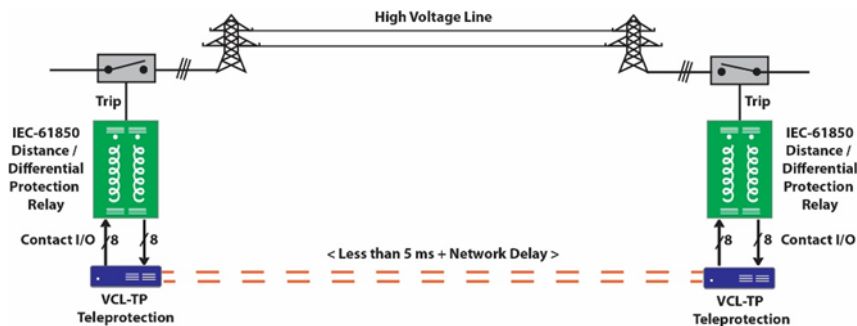 High Voltage Line
Trip
Trip
IEC-61850
Distance /
Differential
Protection
Relay
IEC-61850
Distance /
Differential
Protection
Relay
Contact I/O
8
8
8
8
Contact I/O
< Less than 5 ms + Network Delay >
VCL-TP
Teleprotection
VCL-TP
Teleprotection